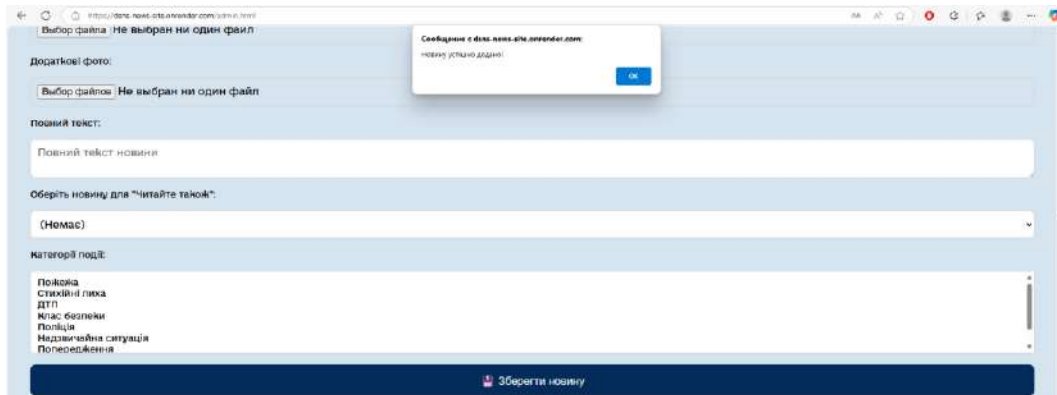 https://dsns-news-site.onrender.com/admin.html
Выбор файла Не выбран ни один файл
Сообщение с dsns-news-site.onrender.com:
Новину успішно додано!
ОК
Додаткові фото:
Выбор файлов Не выбран ни один файл
Повний текст:
Повний текст новини
Оберіть новину для "Читайте також":
(Немає)
Категорії події:
Пожежа
Стихійні лиха
ДТП
Клас безпеки
Поліція
Надзвичайна ситуація
Попередження
Зберегти новину